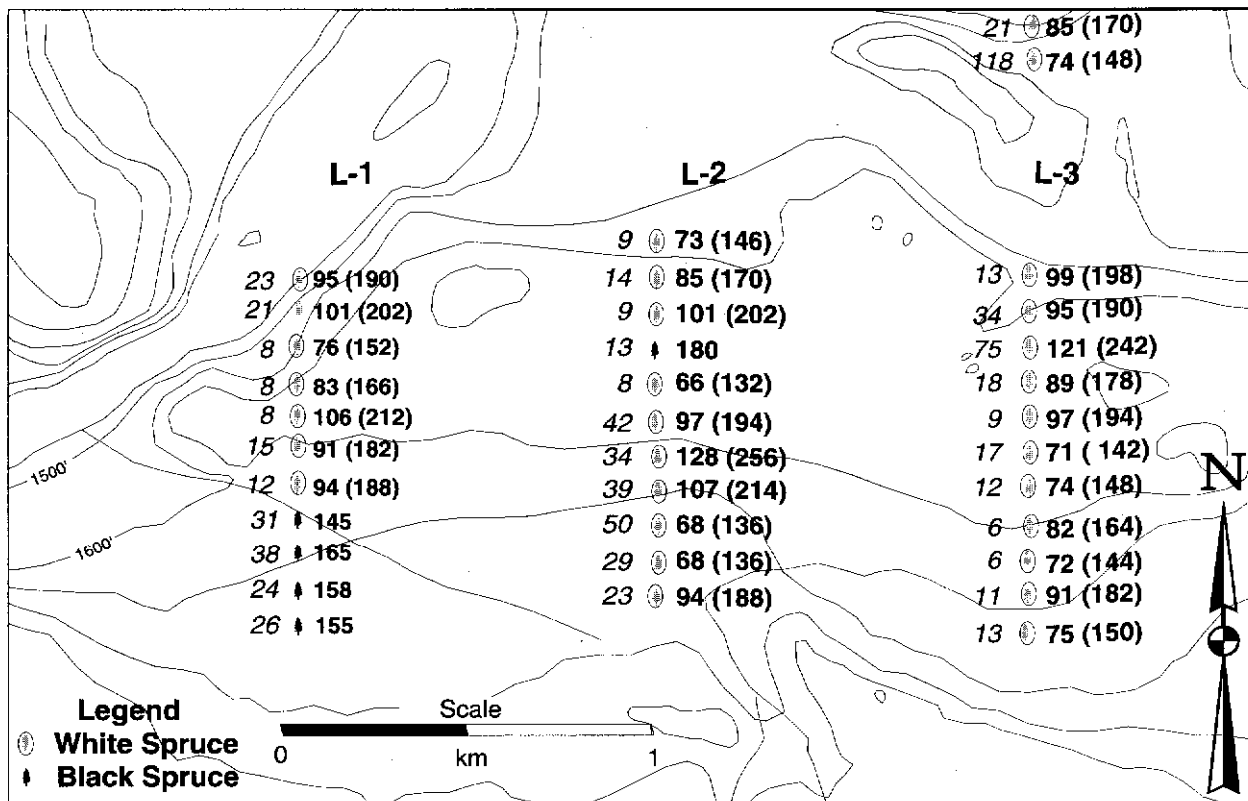 21 85 (170)
118 74 (148)
L-1
L-2
L-3
23 95 (190)
21 101 (202)
8 76 (152)
8 83 (166)
8 106 (212)
15 91 (182)
12 94 (188)
31 145
38 165
24 158
26 155
9 73 (146)
14 85 (170)
9 101 (202)
13 180
8 66 (132)
42 97 (194)
34 128 (256)
39 107 (214)
50 68 (136)
29 68 (136)
23 94 (188)
13 99 (198)
34 95 (190)
75 121 (242)
18 89 (178)
9 97 (194)
17 71 ( 142)
12 74 (148)
6 82 (164)
6 72 (144)
11 91 (182)
13 75 (150)
1500'
1600'
N
Legend
White Spruce
Black Spruce
Scale
0 1
km